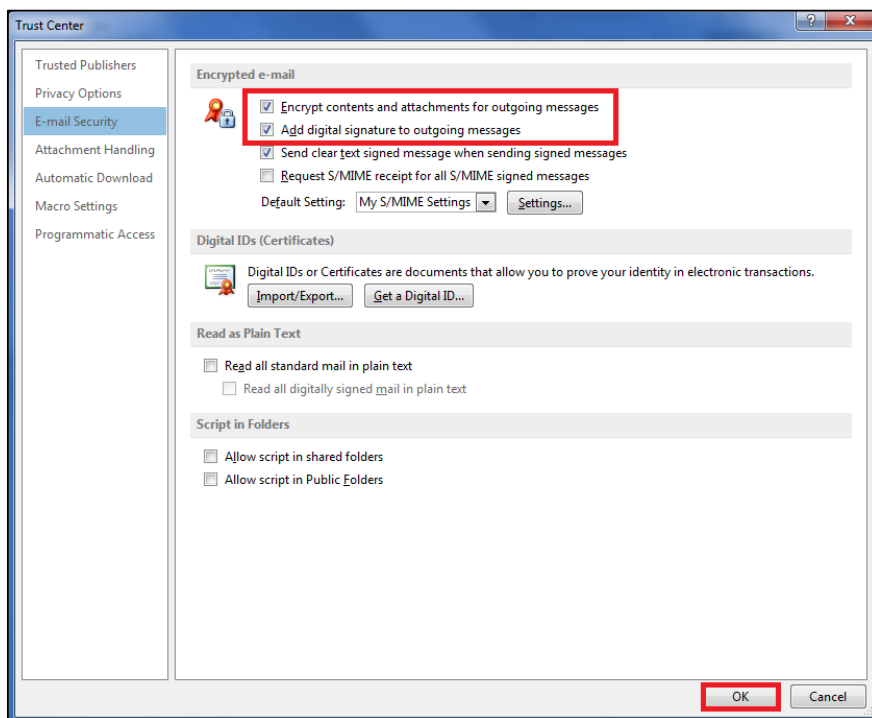 Trust Center
Trusted Publishers
Privacy Options
E-mail Security
Attachment Handling
Automatic Download
Macro Settings
Programmatic Access
Encrypted e-mail
Encrypt contents and attachments for outgoing messages
Add digital signature to outgoing messages
Send clear text signed message when sending signed messages
Request S/MIME receipt for all S/MIME signed messages
Default Setting: My S/MIME Settings Settings...
Digital IDs (Certificates)
Digital IDs or Certificates are documents that allow you to prove your identity in electronic transactions.
Import/Export... Get a Digital ID...
Read as Plain Text
Read all standard mail in plain text
Read all digitally signed mail in plain text
Script in Folders
Allow script in shared folders
Allow script in Public Folders
OK Cancel